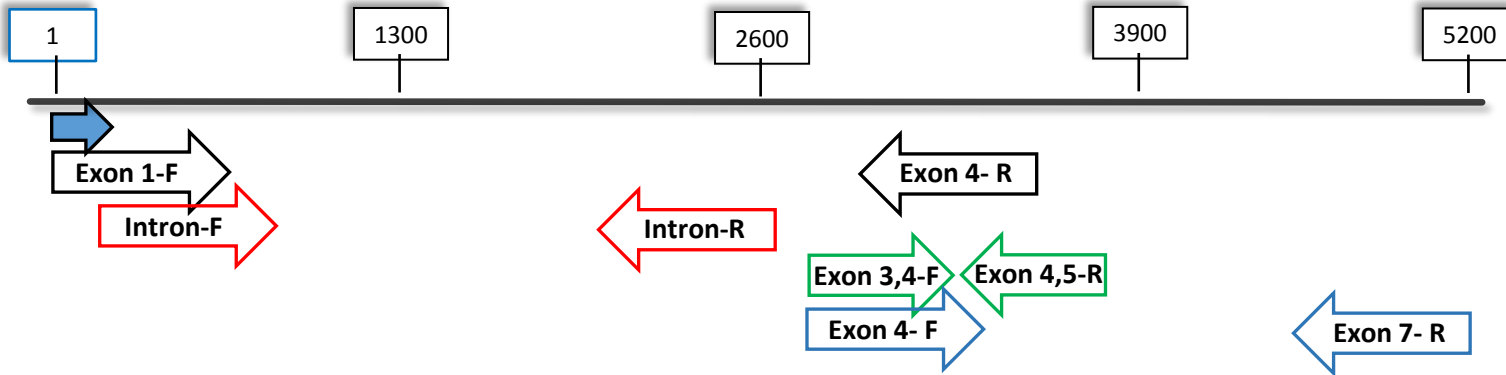 1
1300
2600
3900
5200
Exon 1-F
Exon 4- R
Intron-F
Intron-R
Exon 3,4-F
Exon 4,5-R
Exon 4- F
Exon 7- R